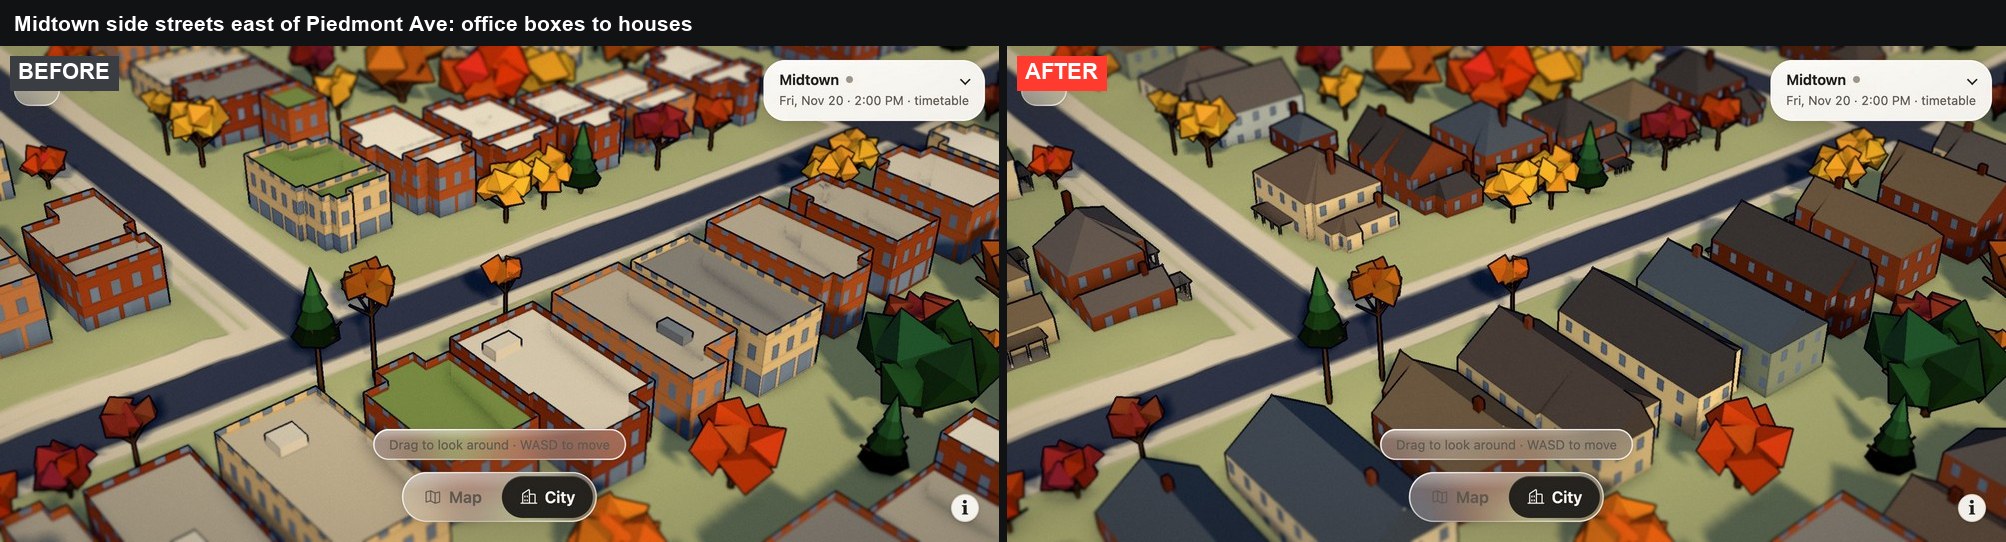 Midtown side streets east of Piedmont Ave: office boxes to houses
BEFORE
Midtown
Fri, Nov 20 · 2:00 PM · timetable
Drag to look around · WASD to move
Map
City
i
AFTER
Midtown
Fri, Nov 20 · 2:00 PM · timetable
Drag to look around · WASD to move
Map
City
i